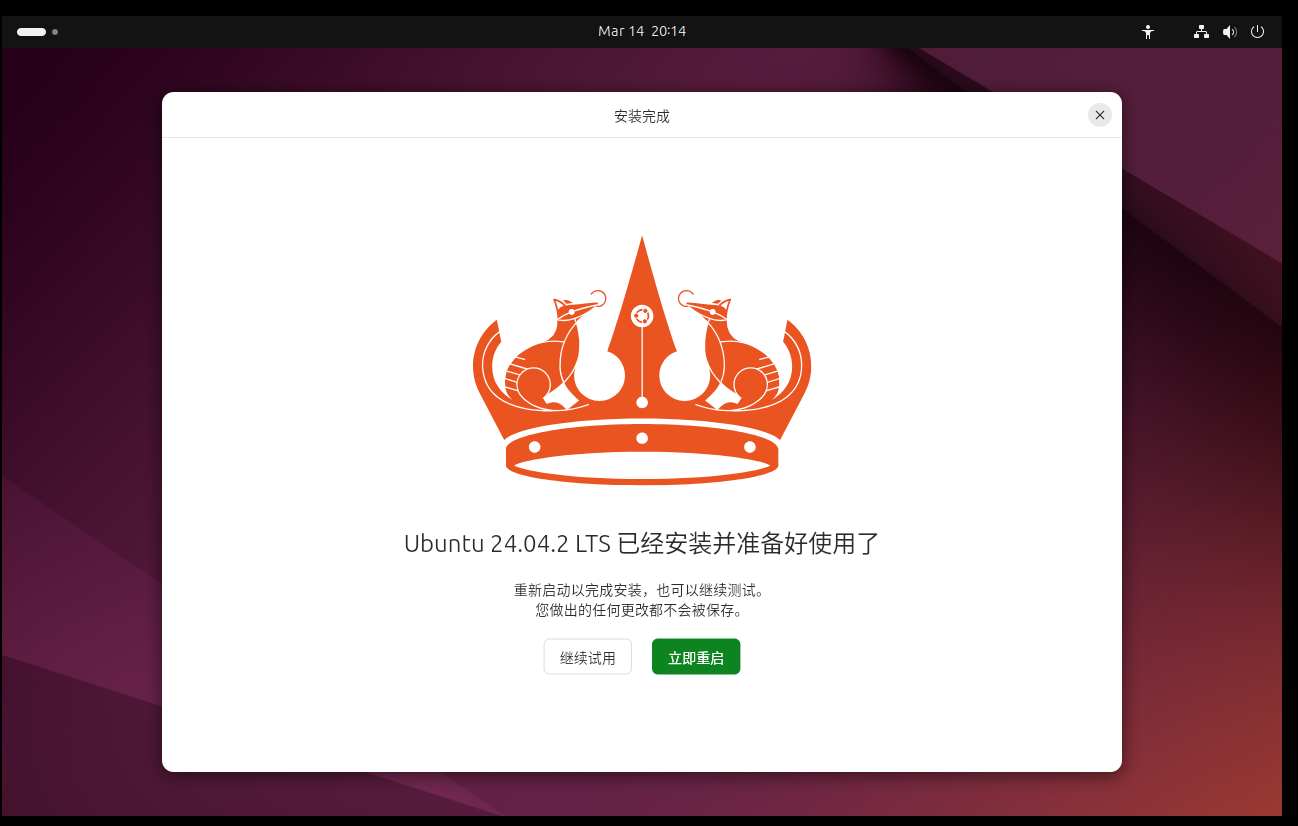 Mar 14 20:14
安装完成
Ubuntu 24.04.2 LTS 已经安装并准备好使用了
重新启动以完成安装，也可以继续测试。
您做出的任何更改都不会被保存。
继续试用
立即重启